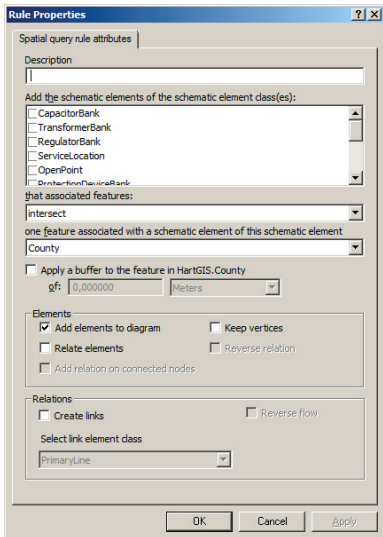 Rule Properties
Spatial query rule attributes
Description
Add the schematic elements of the schematic element class(es):
CapacitorBank
TransformerBank
RegulatorBank
ServiceLocation
OpenPoint
ProtectionDeviceBank
that associated features:
intersect
one feature associated with a schematic element of this schematic element
County
Apply a buffer to the feature in HartGIS.County
of: 0,000000 Meters
Elements
Add elements to diagram Keep vertices
Relate elements Reverse relation
Add relation on connected nodes
Relations
Create links Reverse flow
Select link element class
PrimaryLine
OK Cancel Apply